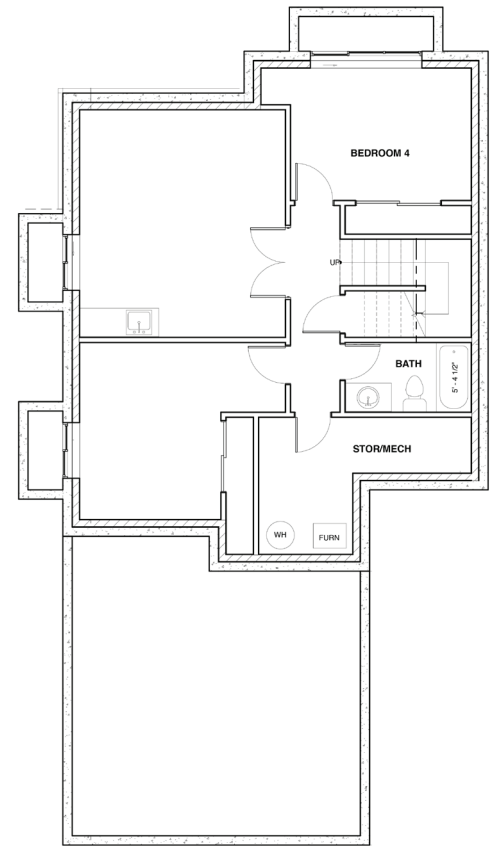 BEDROOM 4
UP
BATH
5' - 4 1/2"
STOR/MECH
WH
FURN